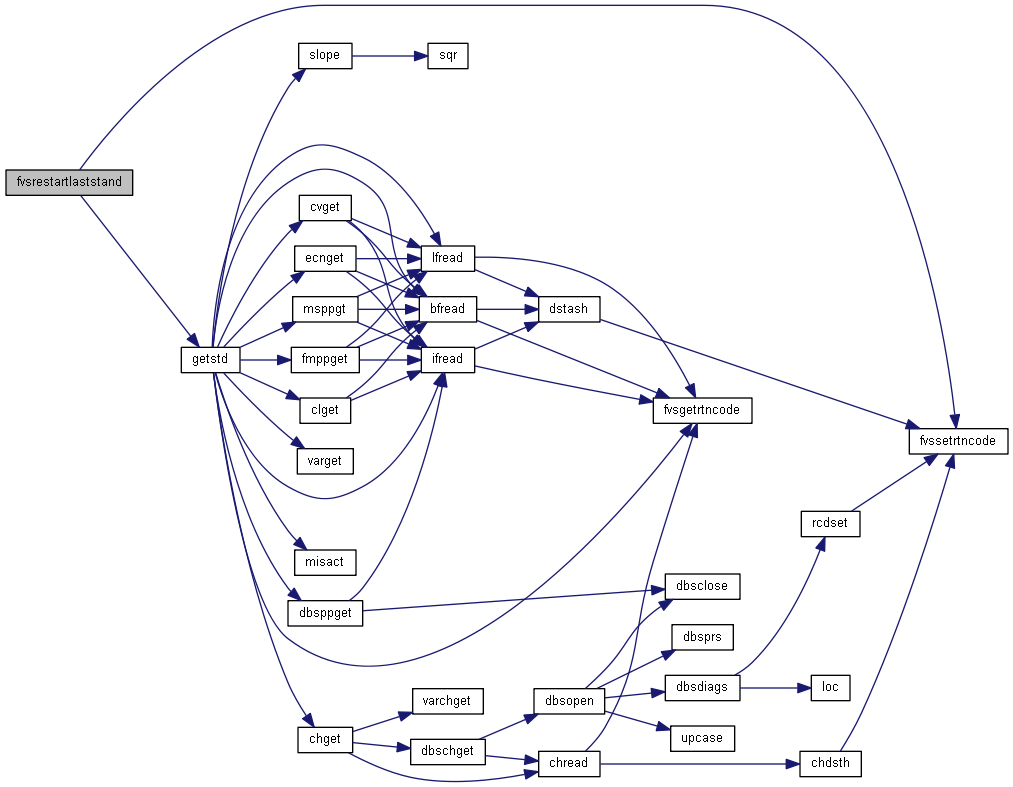 slope
sqr
fvsrestartlaststand
cvget
ecnget
lfread
msppgt
bfread
dstash
getstd
fmppget
ifread
clget
fvsgetrtncode
fvssetrtncode
varget
rcdset
misact
dbsppget
dbsclose
dbsprs
dbsdiags
loc
varchget
dbsopen
upcase
chget
dbschget
chread
chdsth